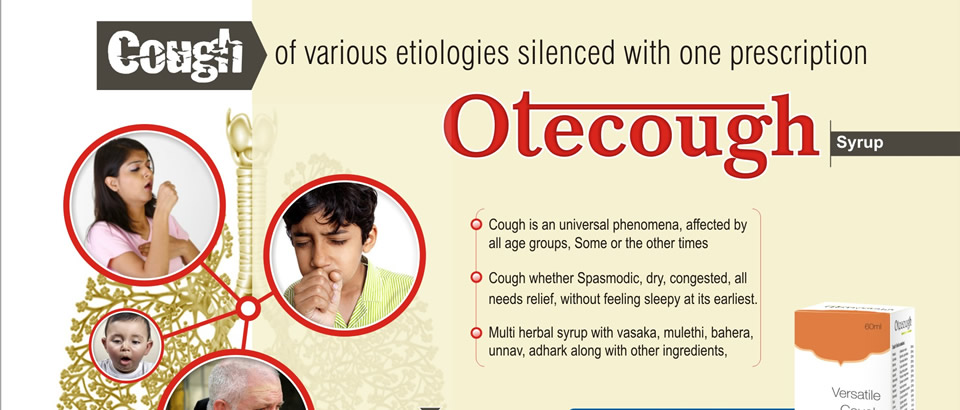 Cough of various etiologies silenced with one prescription
Otecough
Syrup
Cough is an universal phenomena, affected by
all age groups, Some or the other times
Cough whether Spasmodic, dry, congested, all
needs relief, without feeling sleepy at its earliest.
Multi herbal syrup with vasaka, mulethi, bahera,
unnav, adhark along with other ingredients,
60ml
Otecough
Versatile